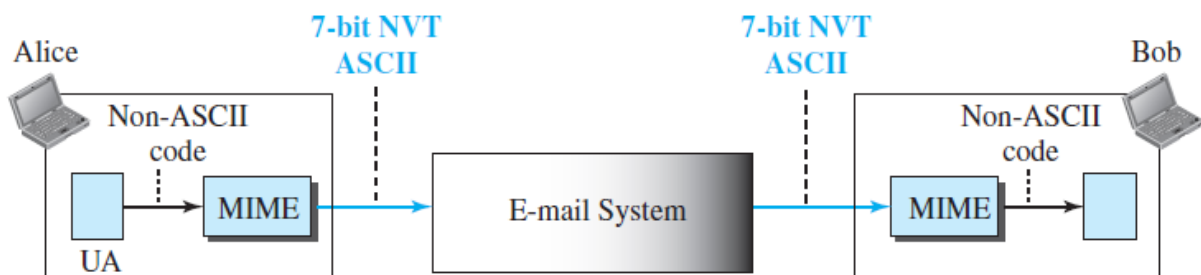 7-bit NVT
ASCII
7-bit NVT
ASCII
Alice
Bob
Non-ASCII
code
Non-ASCII
code
MIME
E-mail System
MIME
UA